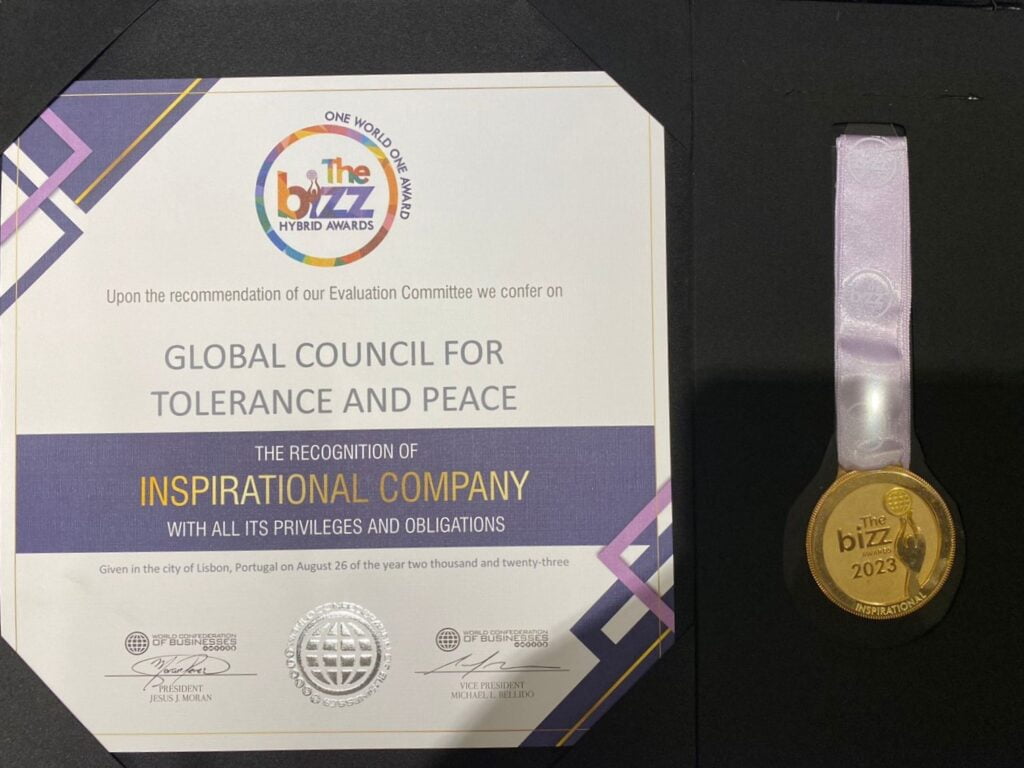 ONE WORLD ONE AWARD
The
bizz
HYBRID AWARDS
Upon the recommendation of our Evaluation Committee we confer on
GLOBAL COUNCIL FOR
TOLERANCE AND PEACE
THE RECOGNITION OF
INSPIRATIONAL COMPANY
WITH ALL ITS PRIVILEGES AND OBLIGATIONS
Given in the city of Lisbon, Portugal on August 26 of the year two thousand and twenty-three
WORLD CONFEDERATION
OF BUSINESSES
PRESIDENT
JESUS J. MORAN
WORLD CONFEDERATION
OF BUSINESSES
VICE PRESIDENT
MICHAEL L. BELLIDO
bizz
The
bizz
AWARDS
2023
INSPIRATIONAL